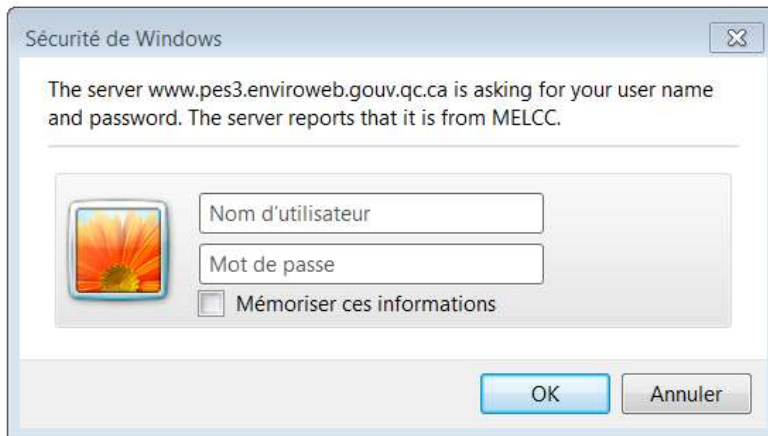 Sécurité de Windows
The server www.pes3.enviroweb.gouv.qc.ca is asking for your user name
and password. The server reports that it is from MELCC.
Nom d'utilisateur
Mot de passe
Mémoriser ces informations
OK Annuler